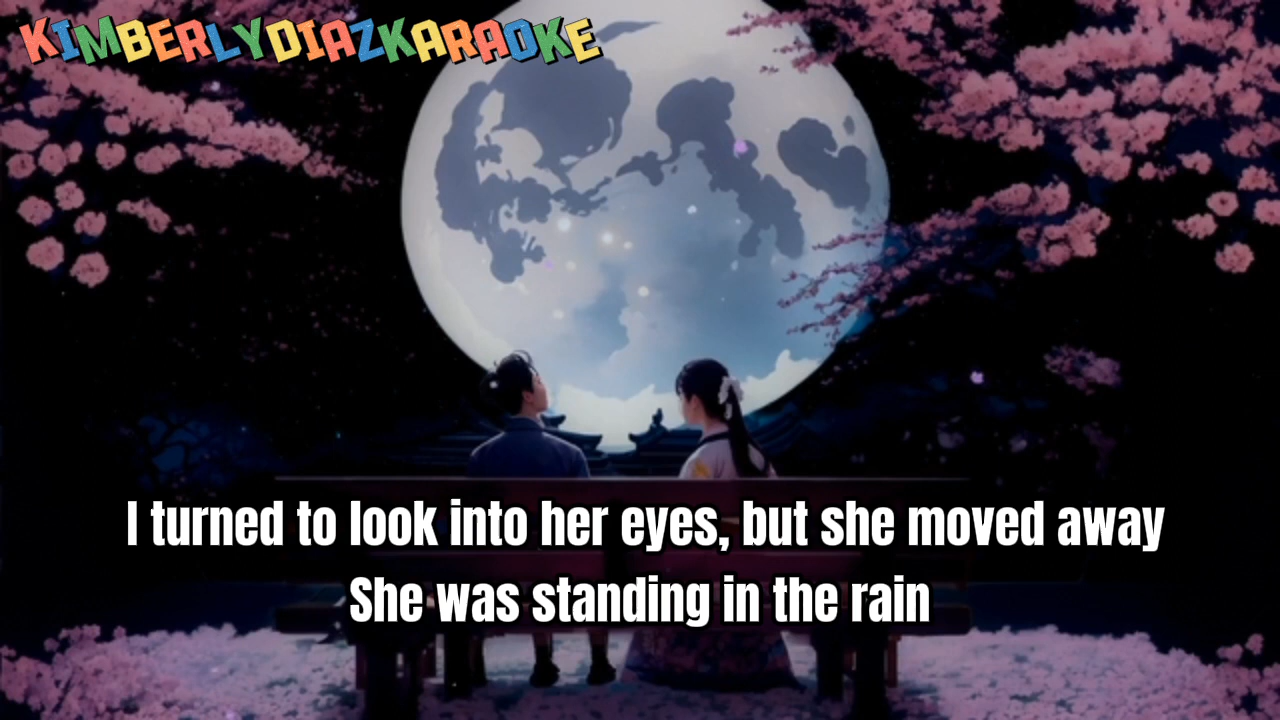 KIMBERLYDIAZKARAOKE
I turned to look into her eyes, but she moved away
She was standing in the rain